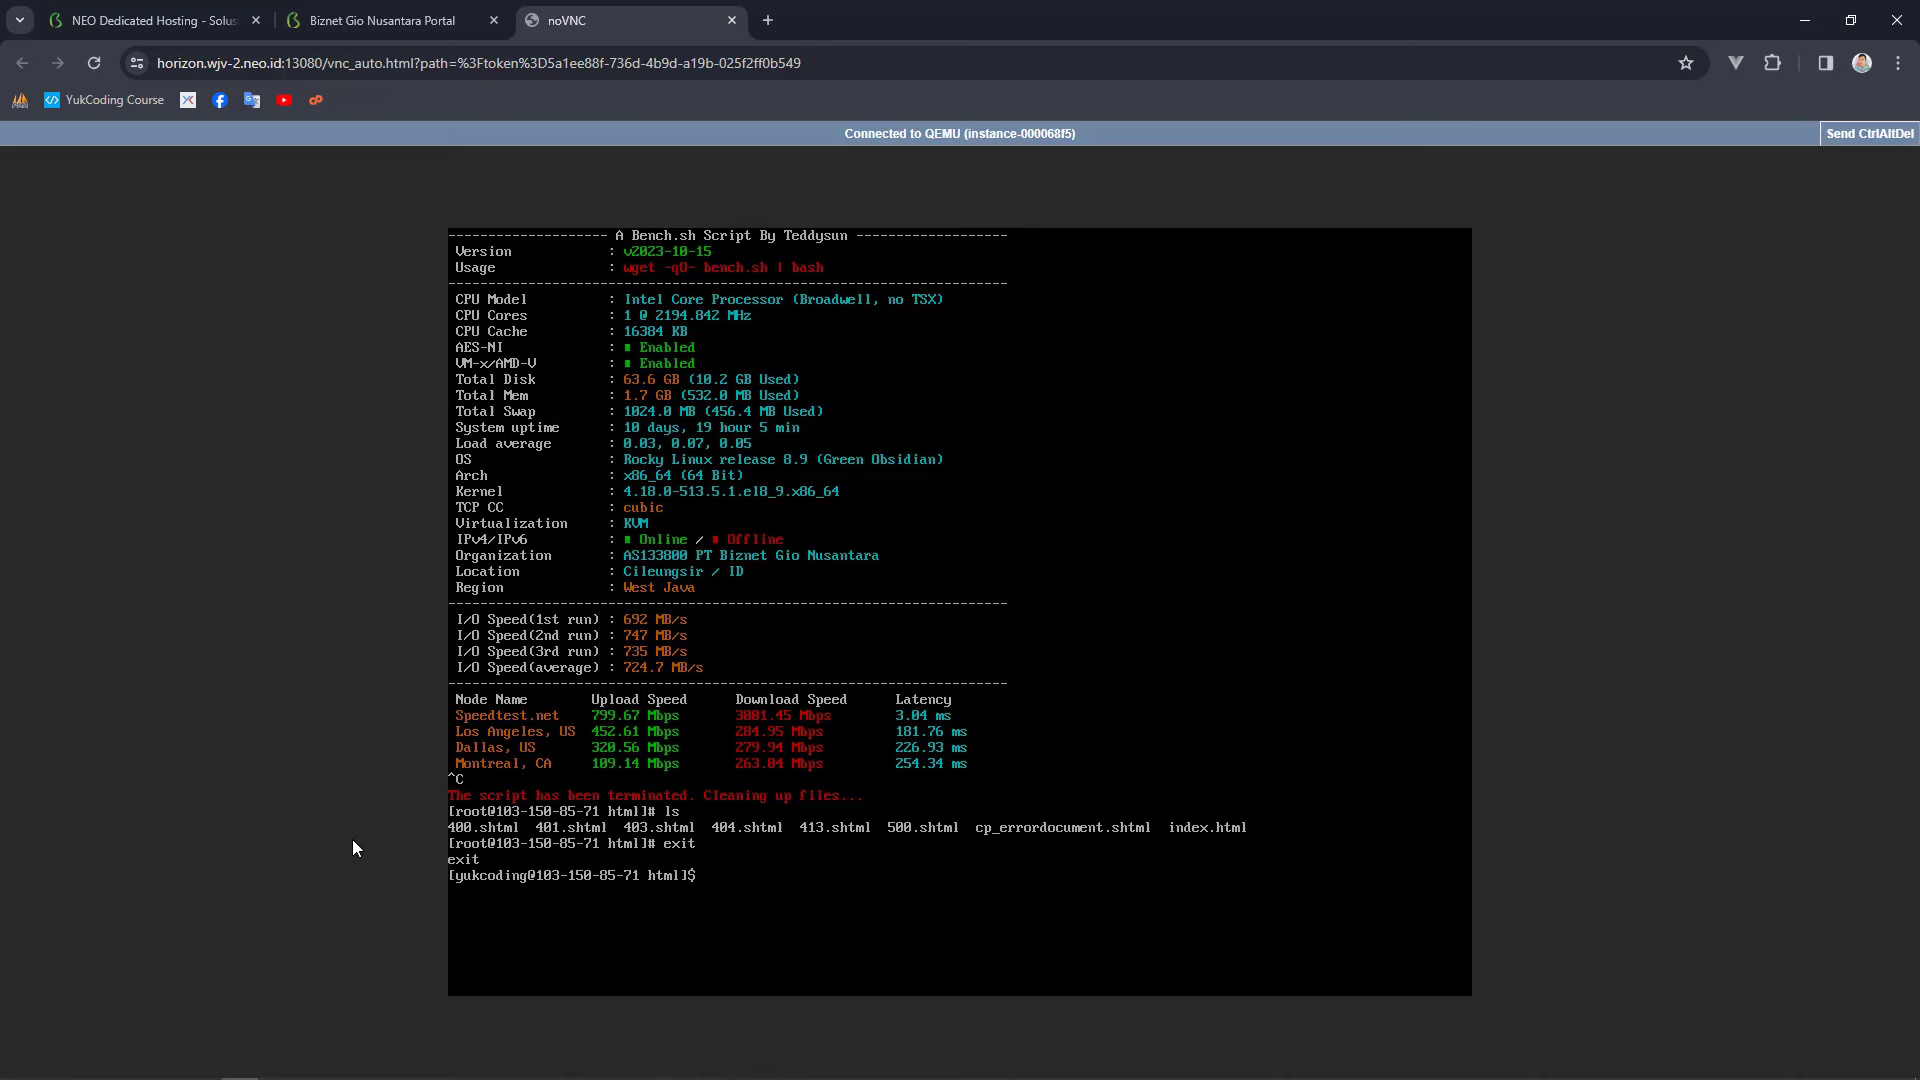 NEO Dedicated Hosting - Solus
Biznet Gio Nusantara Portal
noVNC
horizon.wjv-2.neo.id:13080/vnc_auto.html?path=%3Ftoken%3D5a1ee88f-736d-4b9d-a19b-025f2ff0b549
YukCoding Course
Connected to QEMU (instance-000068f5)
Send CtrlAltDel
-------------------- A Bench.sh Script By Teddysun -------------------
Version : v2023-10-15
Usage : wget -qO- bench.sh | bash
----------------------------------------------------------------------
CPU Model : Intel Core Processor (Broadwell, no TSX)
CPU Cores : 1 @ 2194.842 MHz
CPU Cache : 16384 KB
AES-NI : Enabled
VM-x/AMD-V : Enabled
Total Disk : 63.6 GB (10.2 GB Used)
Total Mem : 1.7 GB (532.0 MB Used)
Total Swap : 1024.0 MB (456.4 MB Used)
System uptime : 10 days, 19 hour 5 min
Load average : 0.03, 0.07, 0.05
OS : Rocky Linux release 8.9 (Green Obsidian)
Arch : x86_64 (64 Bit)
Kernel : 4.18.0-513.5.1.el8_9.x86_64
TCP CC : cubic
Virtualization : KVM
IPv4/IPv6 : Online / Offline
Organization : AS133800 PT Biznet Gio Nusantara
Location : Cileungsir / ID
Region : West Java
----------------------------------------------------------------------
I/O Speed(1st run) : 692 MB/s
I/O Speed(2nd run) : 747 MB/s
I/O Speed(3rd run) : 735 MB/s
I/O Speed(average) : 724.7 MB/s
----------------------------------------------------------------------
Node Name Upload Speed Download Speed Latency
Speedtest.net 799.67 Mbps 3001.45 Mbps 3.04 ms
Los Angeles, US 452.61 Mbps 284.95 Mbps 181.76 ms
Dallas, US 320.56 Mbps 279.94 Mbps 226.93 ms
Montreal, CA 109.14 Mbps 263.04 Mbps 254.34 ms
^C
The script has been terminated. Cleaning up files...
[root@103-150-85-71 html]# ls
400.shtml 401.shtml 403.shtml 404.shtml 413.shtml 500.shtml cp_errordocument.shtml index.html
[root@103-150-85-71 html]# exit
exit
[yukcoding@103-150-85-71 html]$